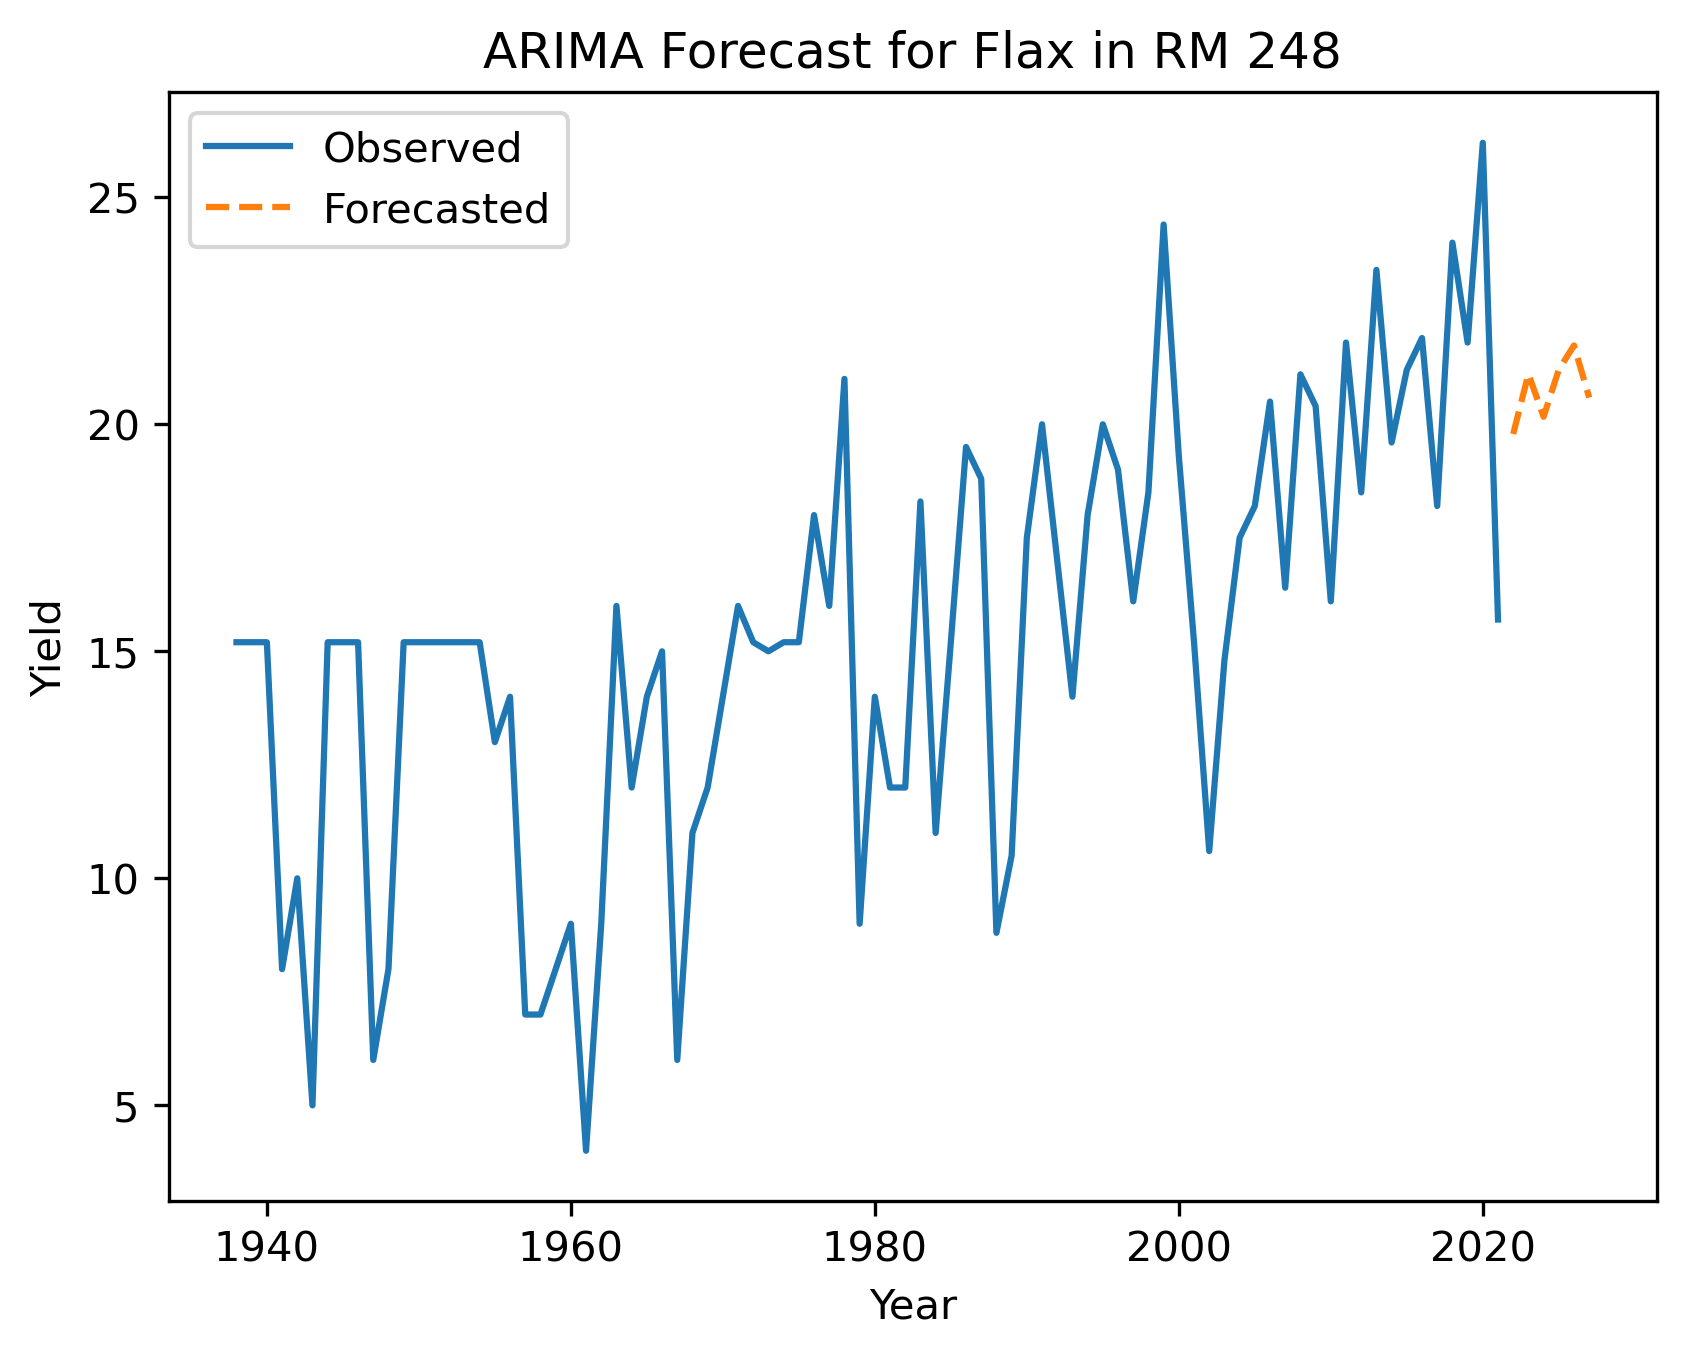 ARIMA Forecast for Flax in RM 248
Observed
Forecasted
25
20
15
10
5
Yield
1940 1960 1980 2000 2020
Year